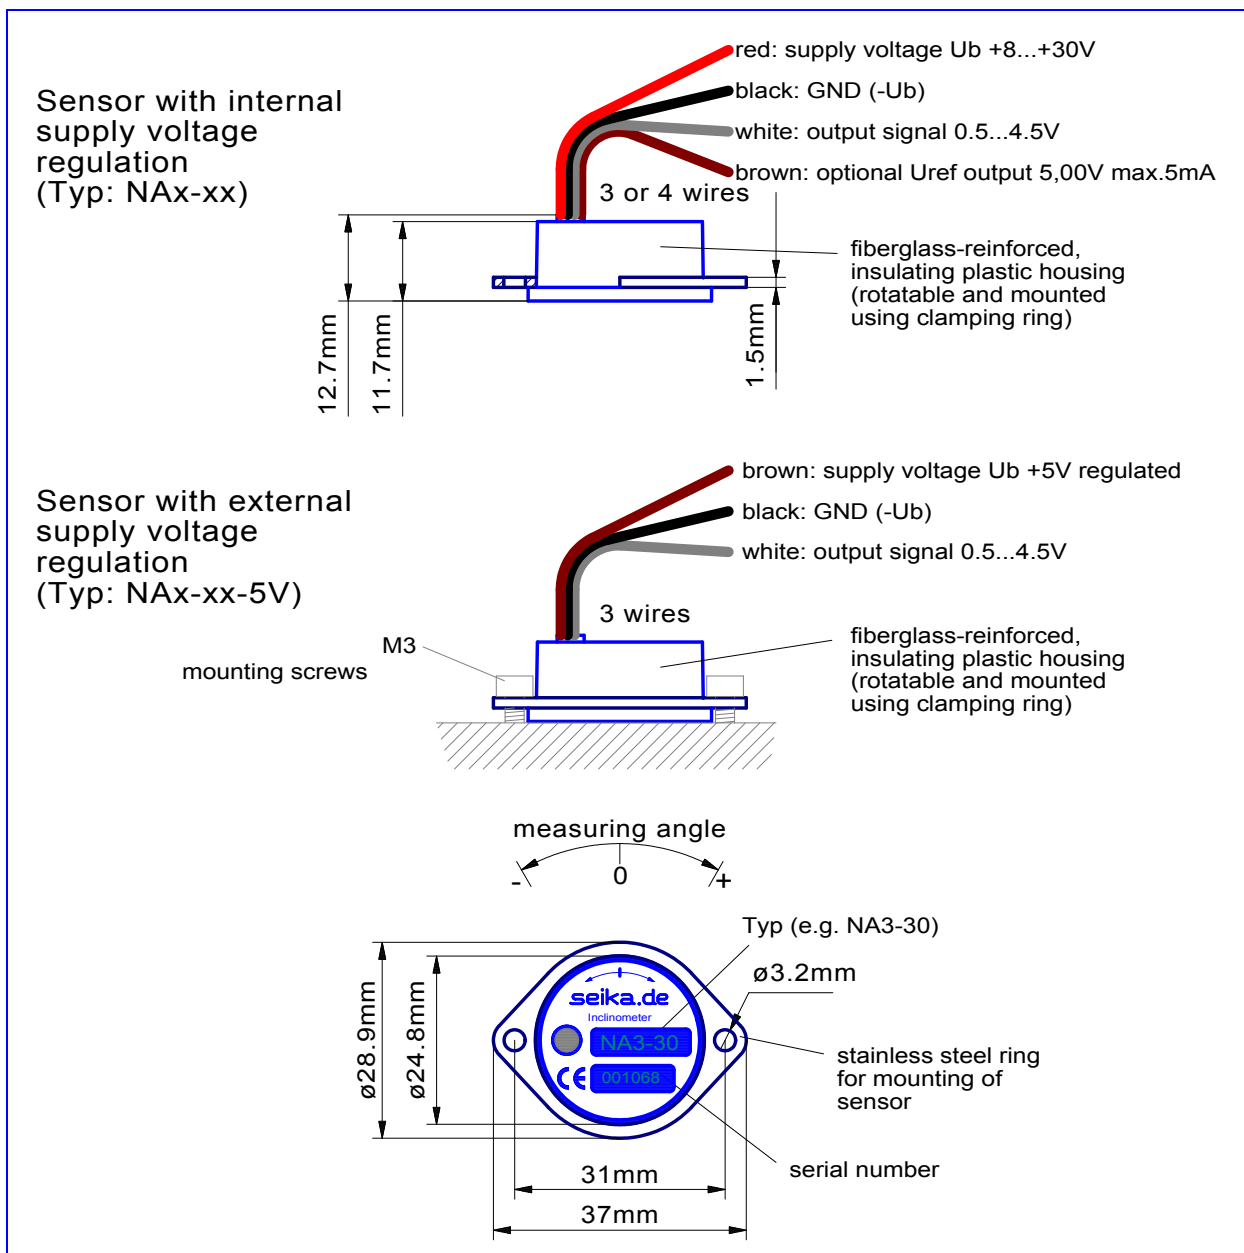 red: supply voltage Ub +8...+30V
Sensor with internal
supply voltage
regulation
(Typ: NAx-xx)
black: GND (-Ub)
white: output signal 0.5...4.5V
brown: optional Uref output 5,00V max.5mA
3 or 4 wires
fiberglass-reinforced,
insulating plastic housing
(rotatable and mounted
using clamping ring)
12.7mm
11.7mm
1.5mm
brown: supply voltage Ub +5V regulated
Sensor with external
supply voltage
regulation
(Typ: NAx-xx-5V)
black: GND (-Ub)
white: output signal 0.5...4.5V
3 wires
M3
mounting screws
fiberglass-reinforced,
insulating plastic housing
(rotatable and mounted
using clamping ring)
measuring angle
- 0 +
Typ (e.g. NA3-30)
ø3.2mm
ø28.9mm
ø24.8mm
seika.de
Inclinometer
NA3-30
CE 001068
stainless steel ring
for mounting of
sensor
serial number
31mm
37mm